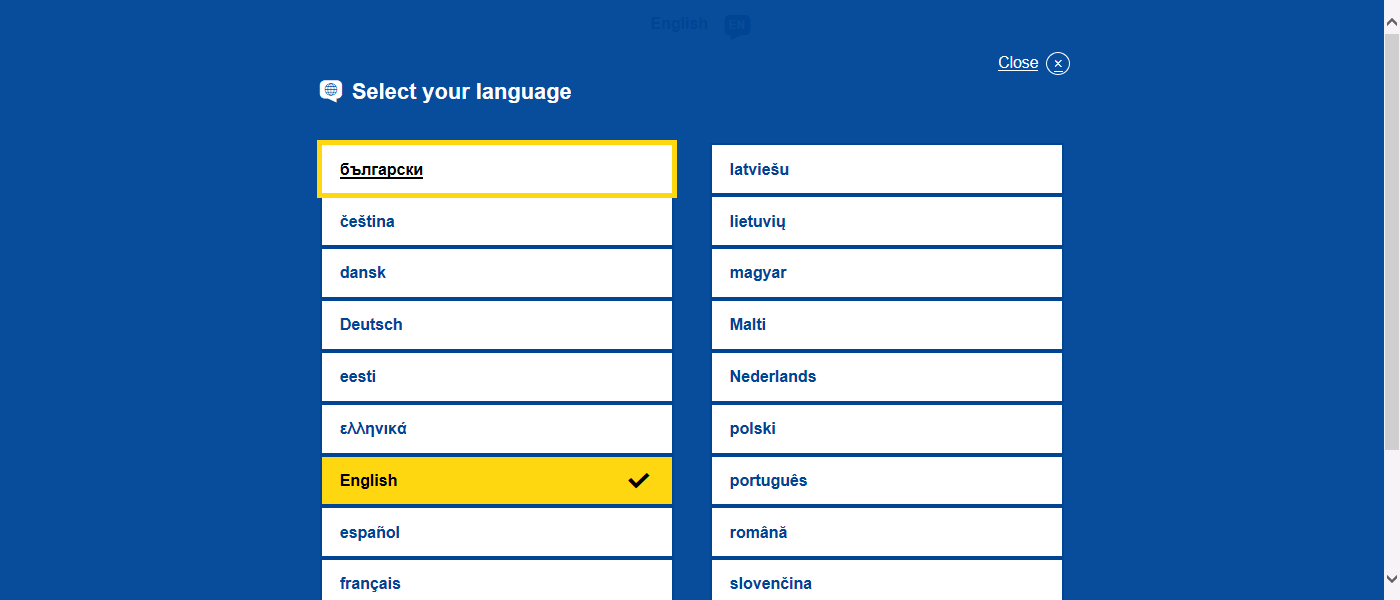 English EN
Close
Select your language
български
čeština
dansk
Deutsch
eesti
ελληνικά
English
español
français
latviešu
lietuvių
magyar
Malti
Nederlands
polski
português
română
slovenčina